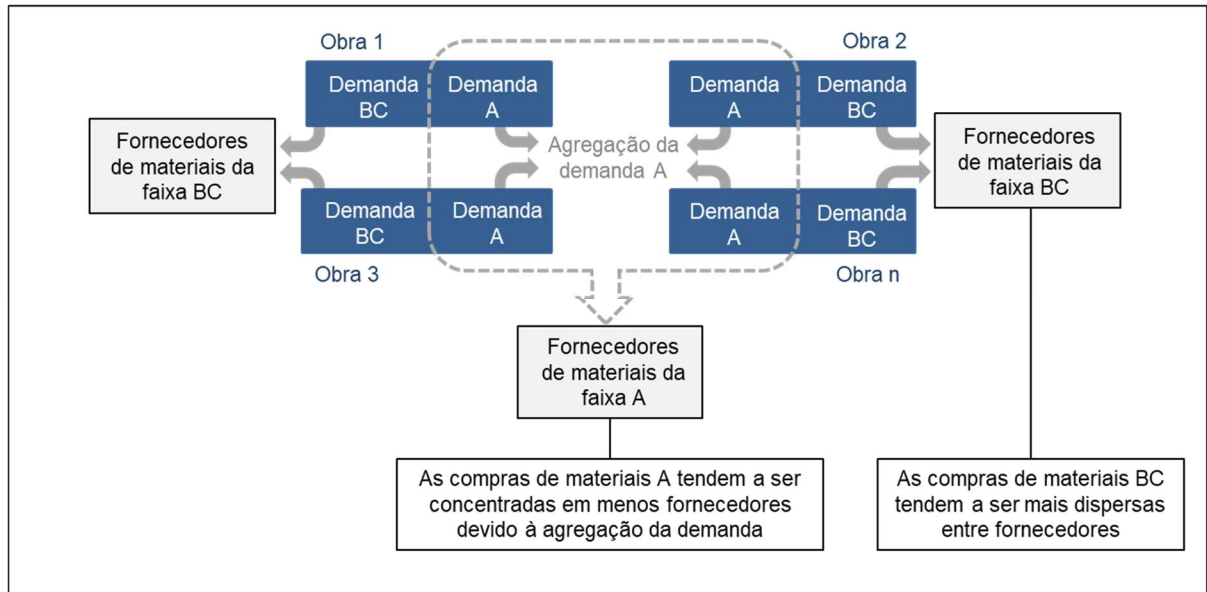 Obra 1
Obra 2
Demanda
BC
Demanda
A
Demanda
A
Demanda
BC
Fornecedores
de materiais da
faixa BC
Agregação da
demanda A
Fornecedores
de materiais da
faixa BC
Demanda
BC
Demanda
A
Demanda
A
Demanda
BC
Obra 3
Obra n
Fornecedores
de materiais da
faixa A
As compras de materiais A tendem a ser
concentradas em menos fornecedores
devido à agregação da demanda
As compras de materiais BC
tendem a ser mais dispersas
entre fornecedores